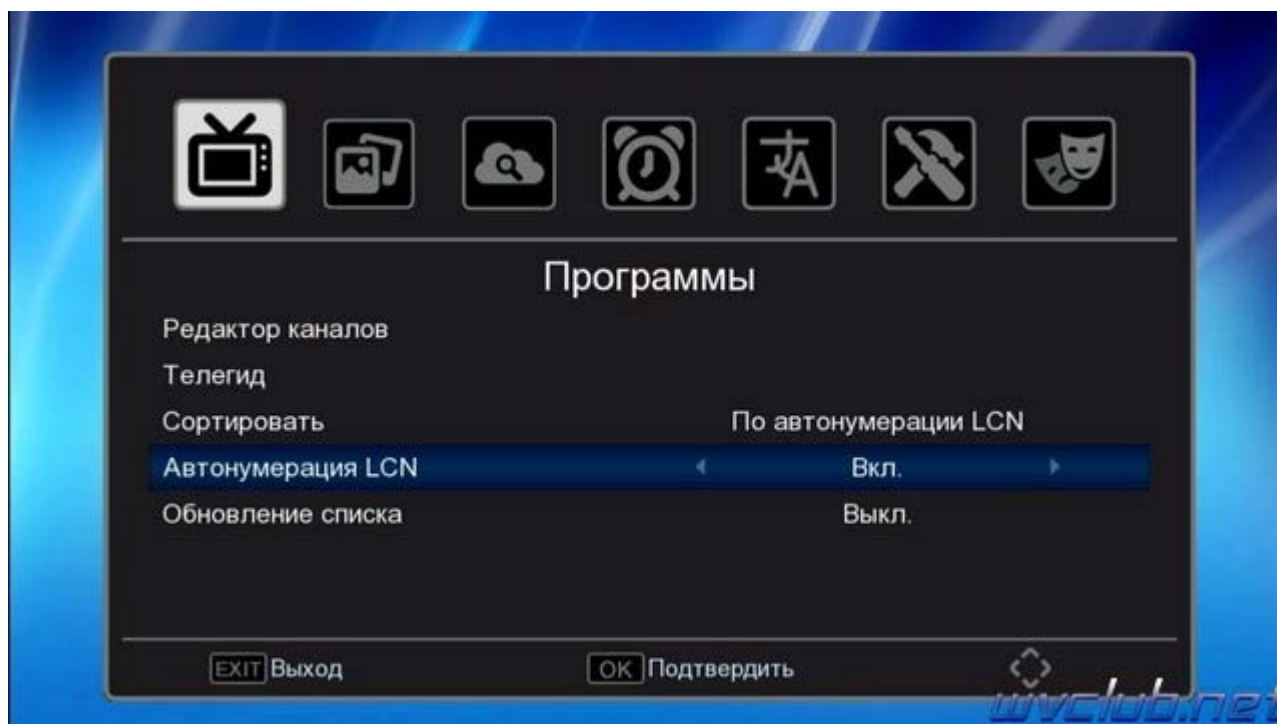 Программы
Редактор каналов
Телегид
Сортировать По автонумерации LCN
Автонумерация LCN Вкл.
Обновление списка Выкл.
EXIT Выход OK Подтвердить
wvclub.net